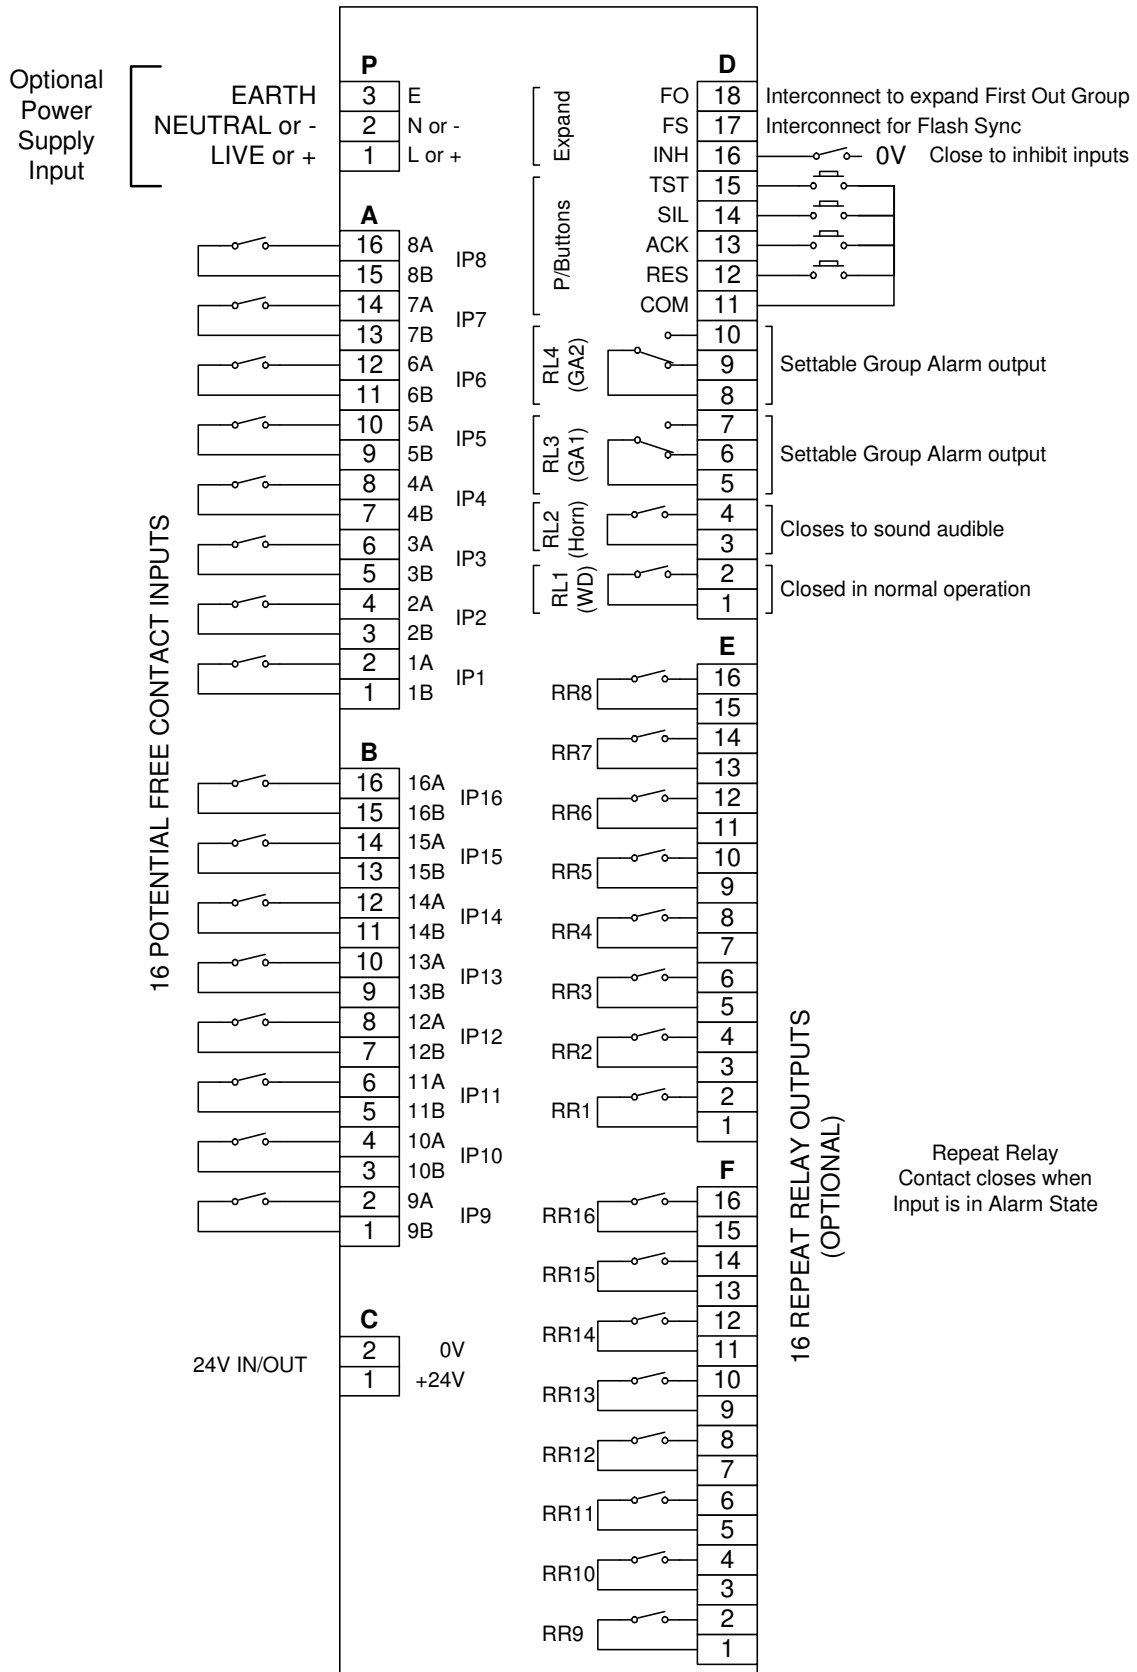 Optional
Power
Supply
Input
EARTH
NEUTRAL or -
LIVE or +
P
3 E
2 N or -
1 L or +
16 POTENTIAL FREE CONTACT INPUTS
A
16 8A
15 8B
IP8
14 7A
13 7B
IP7
12 6A
11 6B
IP6
10 5A
9 5B
IP5
8 4A
7 4B
IP4
6 3A
5 3B
IP3
4 2A
3 2B
IP2
2 1A
1 1B
IP1
B
16 16A
15 16B
IP16
14 15A
13 15B
IP15
12 14A
11 14B
IP14
10 13A
9 13B
IP13
8 12A
7 12B
IP12
6 11A
5 11B
IP11
4 10A
3 10B
IP10
2 9A
1 9B
IP9
24V IN/OUT
C
2 0V
1 +24V
D
Expand
FO 18 Interconnect to expand First Out Group
FS 17 Interconnect for Flash Sync
INH 16 0V Close to inhibit inputs
P/Buttons
TST 15
SIL 14
ACK 13
RES 12
COM 11
RL4
(GA2)
10
9
8
Settable Group Alarm output
RL3
(GA1)
7
6
5
Settable Group Alarm output
RL2
(Horn)
4
3
Closes to sound audible
RL1
(WD)
2
1
Closed in normal operation
E
RR8
16
15
RR7
14
13
RR6
12
11
RR5
10
9
RR4
8
7
RR3
6
5
RR2
4
3
RR1
2
1
16 REPEAT RELAY OUTPUTS
(OPTIONAL)
Repeat Relay
Contact closes when
Input is in Alarm State
F
RR16
16
15
RR15
14
13
RR14
12
11
RR13
10
9
RR12
8
7
RR11
6
5
RR10
4
3
RR9
2
1